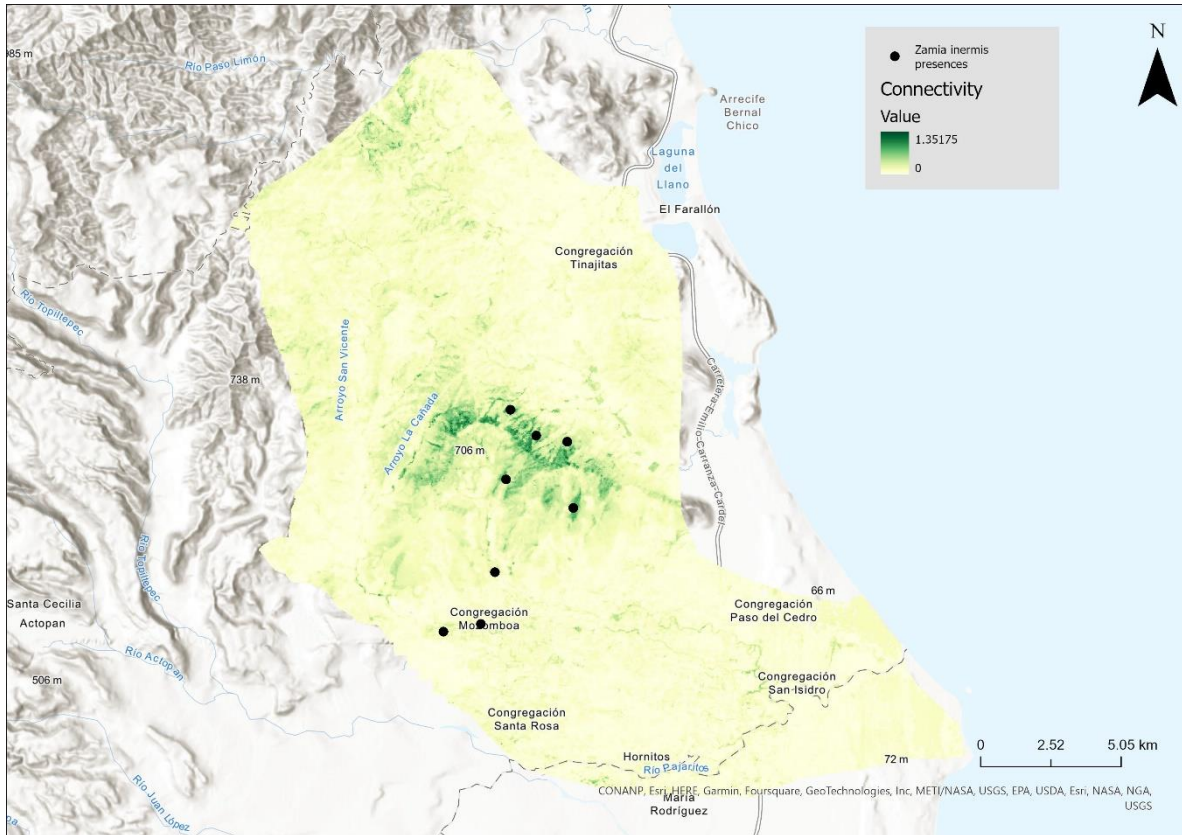 985 m
Río Paso Limón
Zamia inermis
presences
Connectivity
Value
1.35175
0
N
Arrecife
Bernal
Chico
Laguna
del
Llano
El Farallón
Congregación
Tinajitas
Río Topiltepec
Arroyo San Vicente
738 m
Carretera-Emilio-Carranza-Cardel
Arroyo La Cañada
706 m
Río Topiltepec
Santa Cecilia
Actopan
66 m
Congregación
Paso del Cedro
Congregación
Mozomboa
Río Actopan
506 m
Congregación
San Isidro
Congregación
Santa Rosa
0 2.52 5.05 km
Hornitos
Río Pajaritos
72 m
Río Juan López
María
Rodríguez
CONANP, Esri, HERE, Garmin, Foursquare, GeoTechnologies, Inc, METI/NASA, USGS, EPA, USDA, Esri, NASA, NGA,
USGS